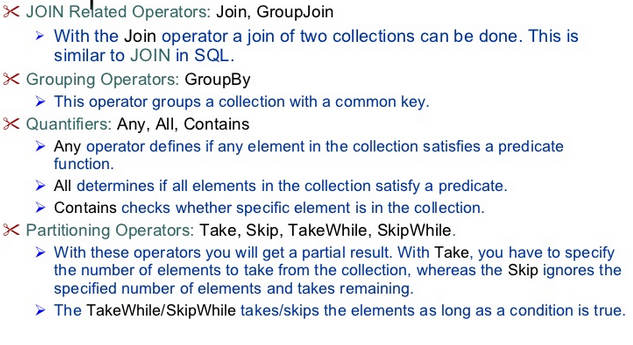 JOIN Related Operators: Join, GroupJoin
With the Join operator a join of two collections can be done. This is
similar to JOIN in SQL.
Grouping Operators: GroupBy
This operator groups a collection with a common key.
Quantifiers: Any, All, Contains
Any operator defines if any element in the collection satisfies a predicate
function.
All determines if all elements in the collection satisfy a predicate.
Contains checks whether specific element is in the collection.
Partitioning Operators: Take, Skip, TakeWhile, SkipWhile.
With these operators you will get a partial result. With Take, you have to specify
the number of elements to take from the collection, whereas the Skip ignores the
specified number of elements and takes remaining.
The TakeWhile/SkipWhile takes/skips the elements as long as a condition is true.